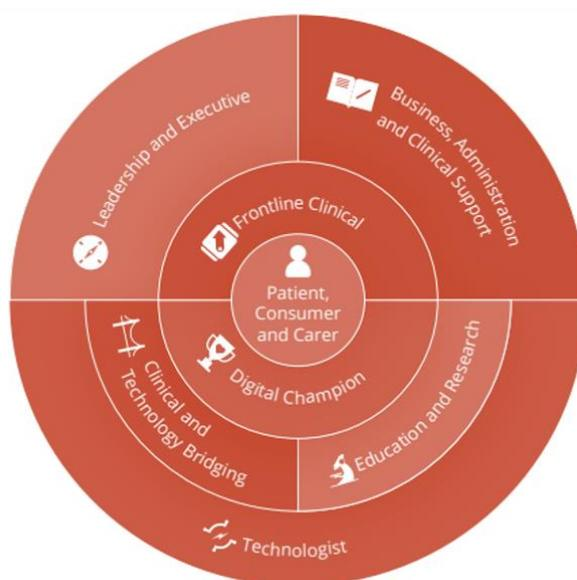 Leadership and Executive
Business, Administration
and Clinical Support
Frontline Clinical
Patient,
Consumer
and Carer
Digital Champion
Clinical and
Technology Bridging
Education and Research
Technologist